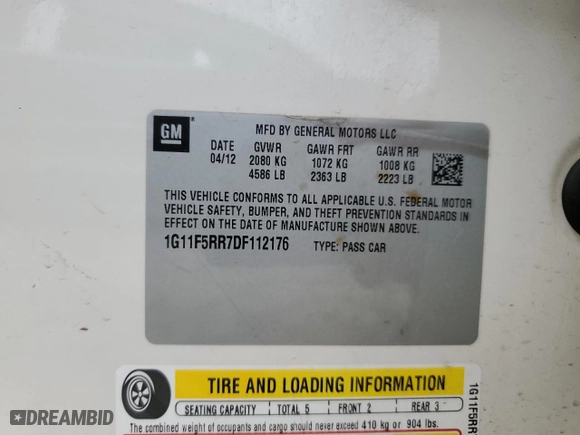 GM
MFD BY GENERAL MOTORS LLC
DATE GVWR GAWR FRT GAWR RR
04/12 2080 KG 1072 KG 1008 KG
4586 LB 2363 LB 2223 LB
THIS VEHICLE CONFORMS TO ALL APPLICABLE U.S. FEDERAL MOTOR
VEHICLE SAFETY, BUMPER, AND THEFT PREVENTION STANDARDS IN
EFFECT ON THE DATE OF MANUFACTURE SHOWN ABOVE.
1G11F5RR7DF112176 TYPE: PASS CAR
TIRE AND LOADING INFORMATION
SEATING CAPACITY TOTAL 5 FRONT 2 REAR 3
The combined weight of occupants and cargo should never exceed 410 kg or 904 lbs.
1G11F5RR
DREAMBID